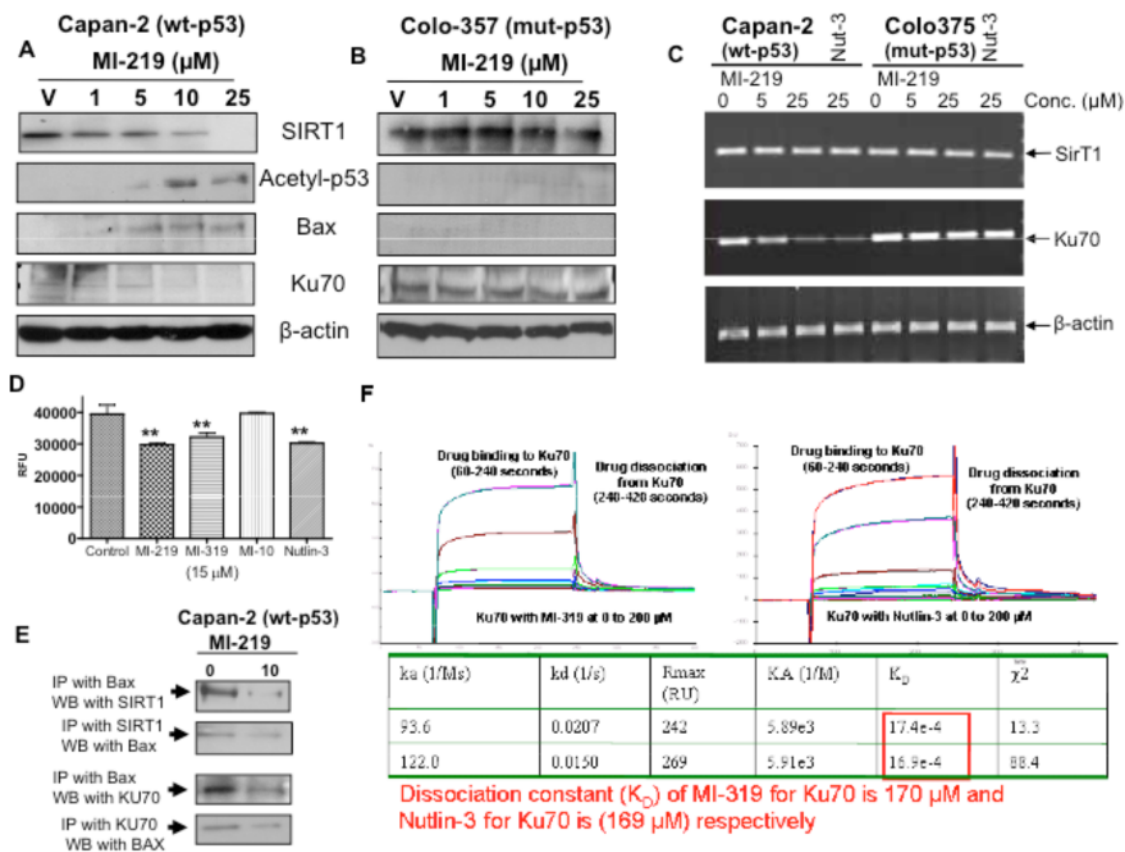 Capan-2 (wt-p53)
A
MI-219 (µM)
V 1 5 10 25
Colo-357 (mut-p53)
B
MI-219 (µM)
V 1 5 10 25
SIRT1
Acetyl-p53
Bax
Ku70
β-actin
C
Capan-2
(wt-p53)
Nut-3
Colo375
(mut-p53)
Nut-3
MI-219
MI-219
0 5 25 25 0 5 25 25 Conc. (µM)
SirT1
Ku70
β-actin
D
RFU
40000
30000
20000
10000
0
**
**
**
Control MI-219 MI-319 MI-10 Nutlin-3
(15 µM)
E
Capan-2 (wt-p53)
MI-219
0 10
IP with Bax
WB with SIRT1
IP with SIRT1
WB with Bax
IP with Bax
WB with KU70
IP with KU70
WB with BAX
F
Drug binding to Ku70
(60-240 seconds)
Drug dissociation
from Ku70
(240-420 seconds)
Ku70 with MI-319 at 0 to 200 µM
Drug binding to Ku70
(60-240 seconds)
Drug dissociation
from Ku70
(240-420 seconds)
Ku70 with Nutlin-3 at 0 to 200 µM
ka (1/Ms) kd (1/s) Rmax (RU) KA (1/M) KD χ2
93.6 0.0207 242 5.89e3 17.4e-4 13.3
122.0 0.0150 269 5.91e3 16.9e-4 88.4
Dissociation constant (KD) of MI-319 for Ku70 is 170 µM and
Nutlin-3 for Ku70 is (169 µM) respectively